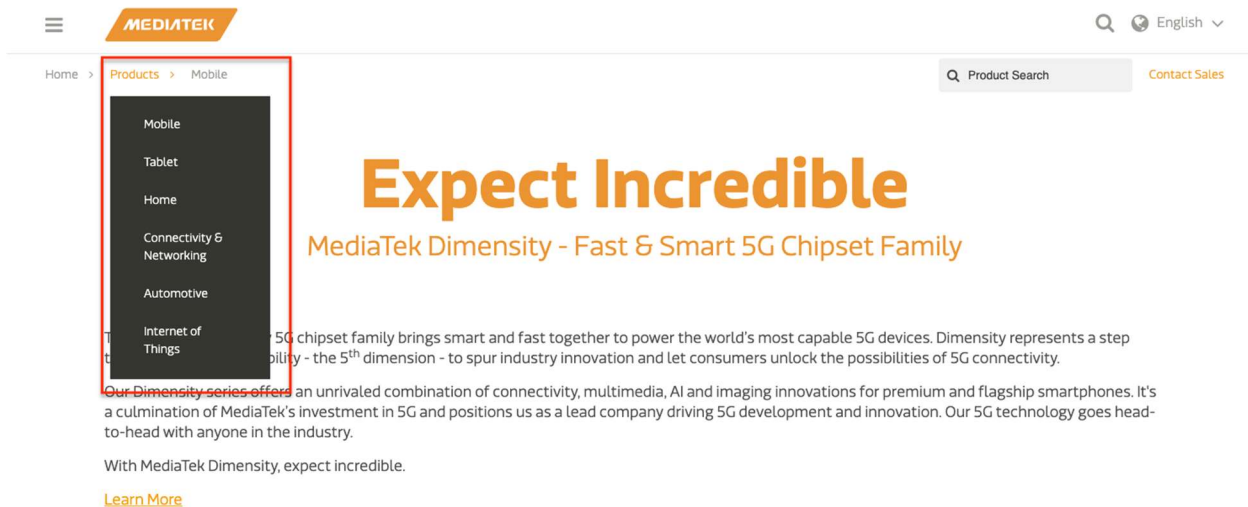 MEDIATEK
English
Home > Products > Mobile
Product Search
Contact Sales
Mobile
Tablet
Home
Connectivity &
Networking
Automotive
Internet of
Things
Expect Incredible
MediaTek Dimensity - Fast & Smart 5G Chipset Family
5G chipset family brings smart and fast together to power the world's most capable 5G devices. Dimensity represents a step
- the 5th dimension - to spur industry innovation and let consumers unlock the possibilities of 5G connectivity.
Our Dimensity series offers an unrivaled combination of connectivity, multimedia, AI and imaging innovations for premium and flagship smartphones. It's
a culmination of MediaTek's investment in 5G and positions us as a lead company driving 5G development and innovation. Our 5G technology goes head-
to-head with anyone in the industry.
With MediaTek Dimensity, expect incredible.
Learn More